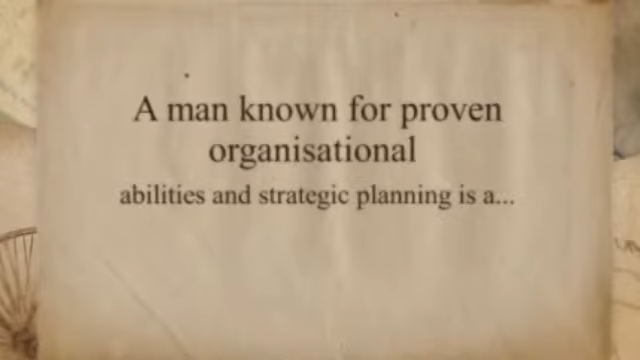 A man known for proven
organisational
abilities and strategic planning is a...